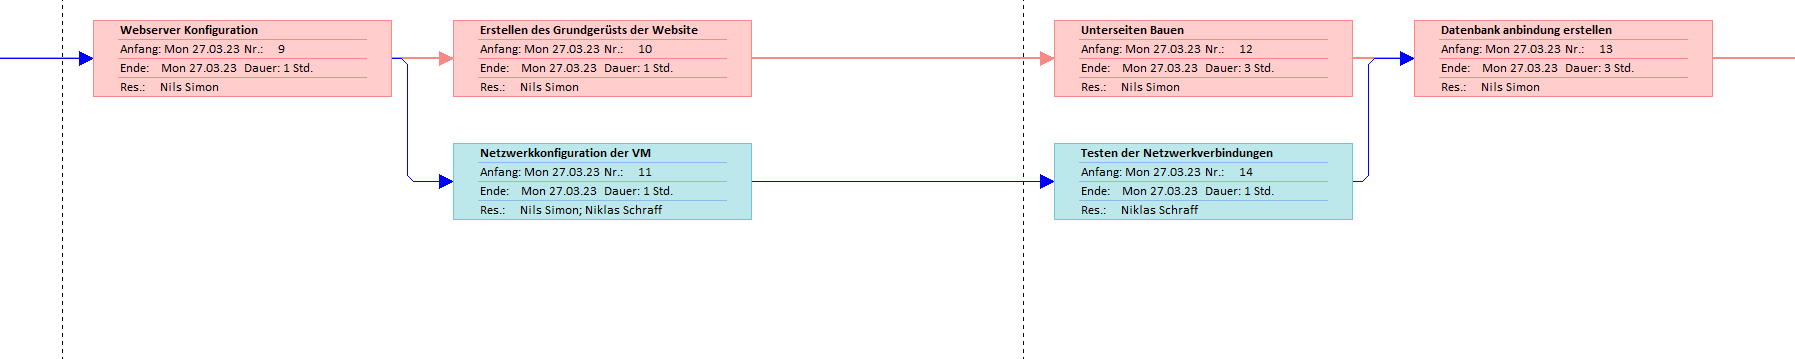 Webserver Konfiguration
Anfang: Mon 27.03.23 Nr.: 9
Ende: Mon 27.03.23 Dauer: 1 Std.
Res.: Nils Simon
Erstellen des Grundgerüsts der Website
Anfang: Mon 27.03.23 Nr.: 10
Ende: Mon 27.03.23 Dauer: 1 Std.
Res.: Nils Simon
Unterseiten Bauen
Anfang: Mon 27.03.23 Nr.: 12
Ende: Mon 27.03.23 Dauer: 3 Std.
Res.: Nils Simon
Datenbank anbindung erstellen
Anfang: Mon 27.03.23 Nr.: 13
Ende: Mon 27.03.23 Dauer: 3 Std.
Res.: Nils Simon
Netzwerkkonfiguration der VM
Anfang: Mon 27.03.23 Nr.: 11
Ende: Mon 27.03.23 Dauer: 1 Std.
Res.: Nils Simon; Niklas Schraff
Testen der Netzwerkverbindungen
Anfang: Mon 27.03.23 Nr.: 14
Ende: Mon 27.03.23 Dauer: 1 Std.
Res.: Niklas Schraff